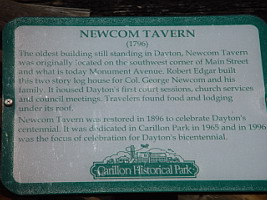 NEWCOM TAVERN
(1796)
The oldest building still standing in Dayton, Newcom Tavern
was originally located on the southwest corner of Main Street
and what is today Monument Avenue. Robert Edgar built
this two story log house for Col. George Newcom and his
family. It housed Dayton's first court sessions, church services
and council meetings. Travelers found food and lodging
under its roof.
Newcom Tavern was restored in 1896 to celebrate Dayton's
centennial. It was dedicated in Carillon Park in 1965 and in 1996
was the focus of celebration for Dayton's bicentennial.
Carillon Historical Park